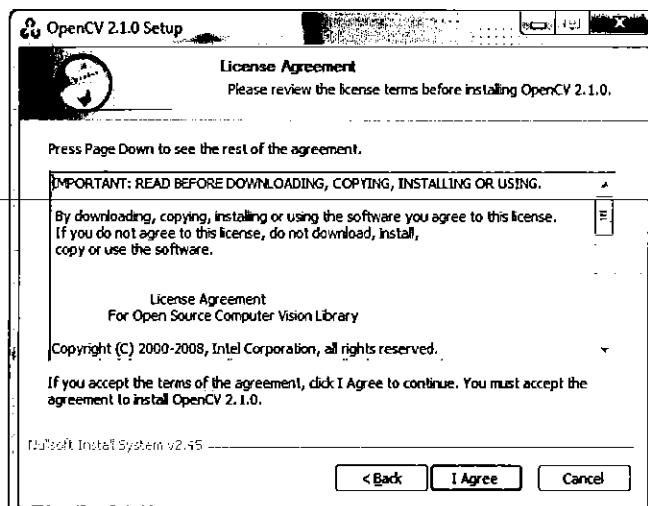 OpenCV 2.1.0 Setup
License Agreement
Please review the license terms before installing OpenCV 2.1.0.
Press Page Down to see the rest of the agreement.
IMPORTANT: READ BEFORE DOWNLOADING, COPYING, INSTALLING OR USING.
By downloading, copying, installing or using the software you agree to this license.
If you do not agree to this license, do not download, install,
copy or use the software.
License Agreement
For Open Source Computer Vision Library
Copyright (C) 2000-2008, Intel Corporation, all rights reserved.
If you accept the terms of the agreement, click I Agree to continue. You must accept the
agreement to install OpenCV 2.1.0.
Nullsoft Install System v2.45
< Back I Agree Cancel